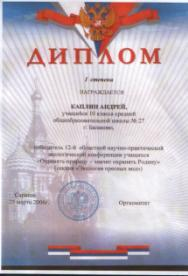 ДИПЛОМ
I степени
НАГРАЖДАЕТСЯ
КАПЛИН АНДРЕЙ,
учащийся 10 класса средней
общеобразовательной школы № 27
г. Балаково,
победитель 12-й областной научно-практической
экологической конференции учащихся
«Охранять природу – значит охранять Родину»
(секция «Экология пресных вод»)
Саратов
25 марта 2006г.
Оргкомитет